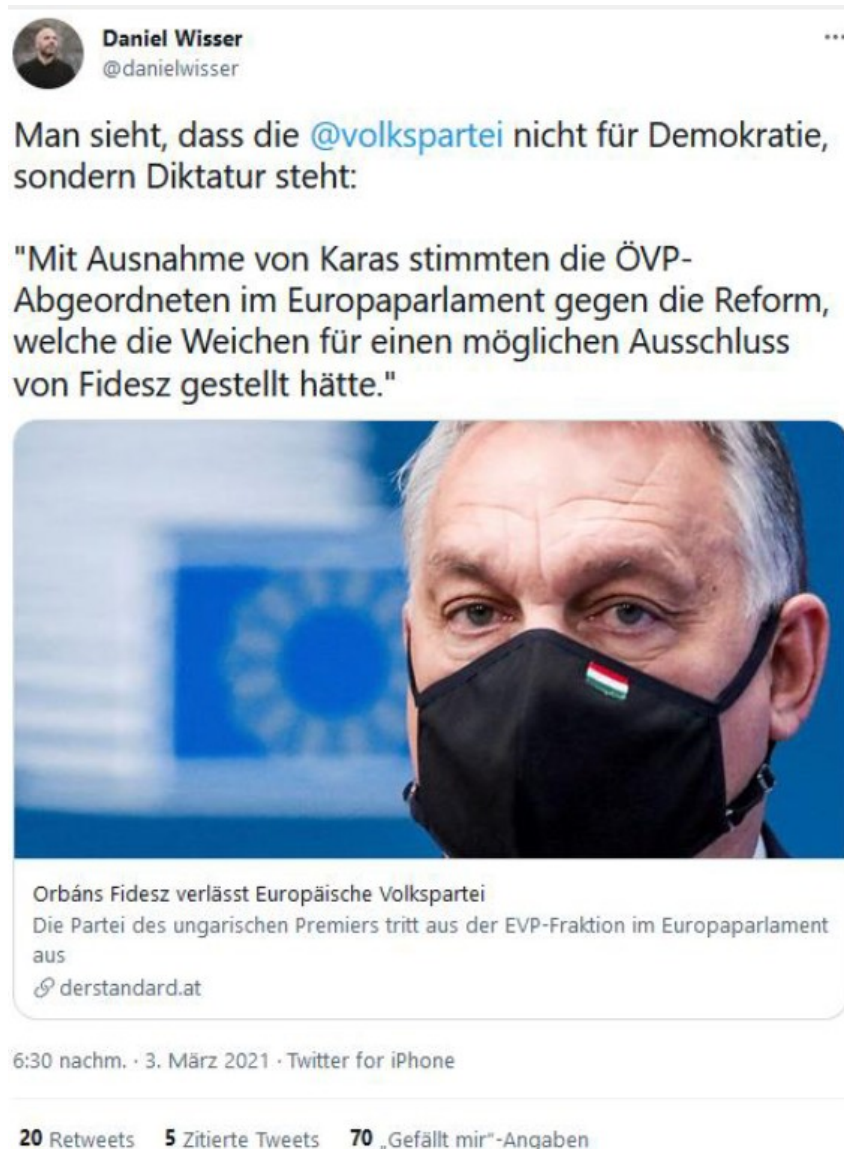 Daniel Wisser
@danielwisser
Man sieht, dass die @volkspartei nicht für Demokratie,
sondern Diktatur steht:
"Mit Ausnahme von Karas stimmten die ÖVP-
Abgeordneten im Europaparlament gegen die Reform,
welche die Weichen für einen möglichen Ausschluss
von Fidesz gestellt hätte."
Orbáns Fidesz verlässt Europäische Volkspartei
Die Partei des ungarischen Premiers tritt aus der EVP-Fraktion im Europaparlament
aus
derstandard.at
6:30 nachm. · 3. März 2021 · Twitter for iPhone
20 Retweets 5 Zitierte Tweets 70 „Gefällt mir"-Angaben